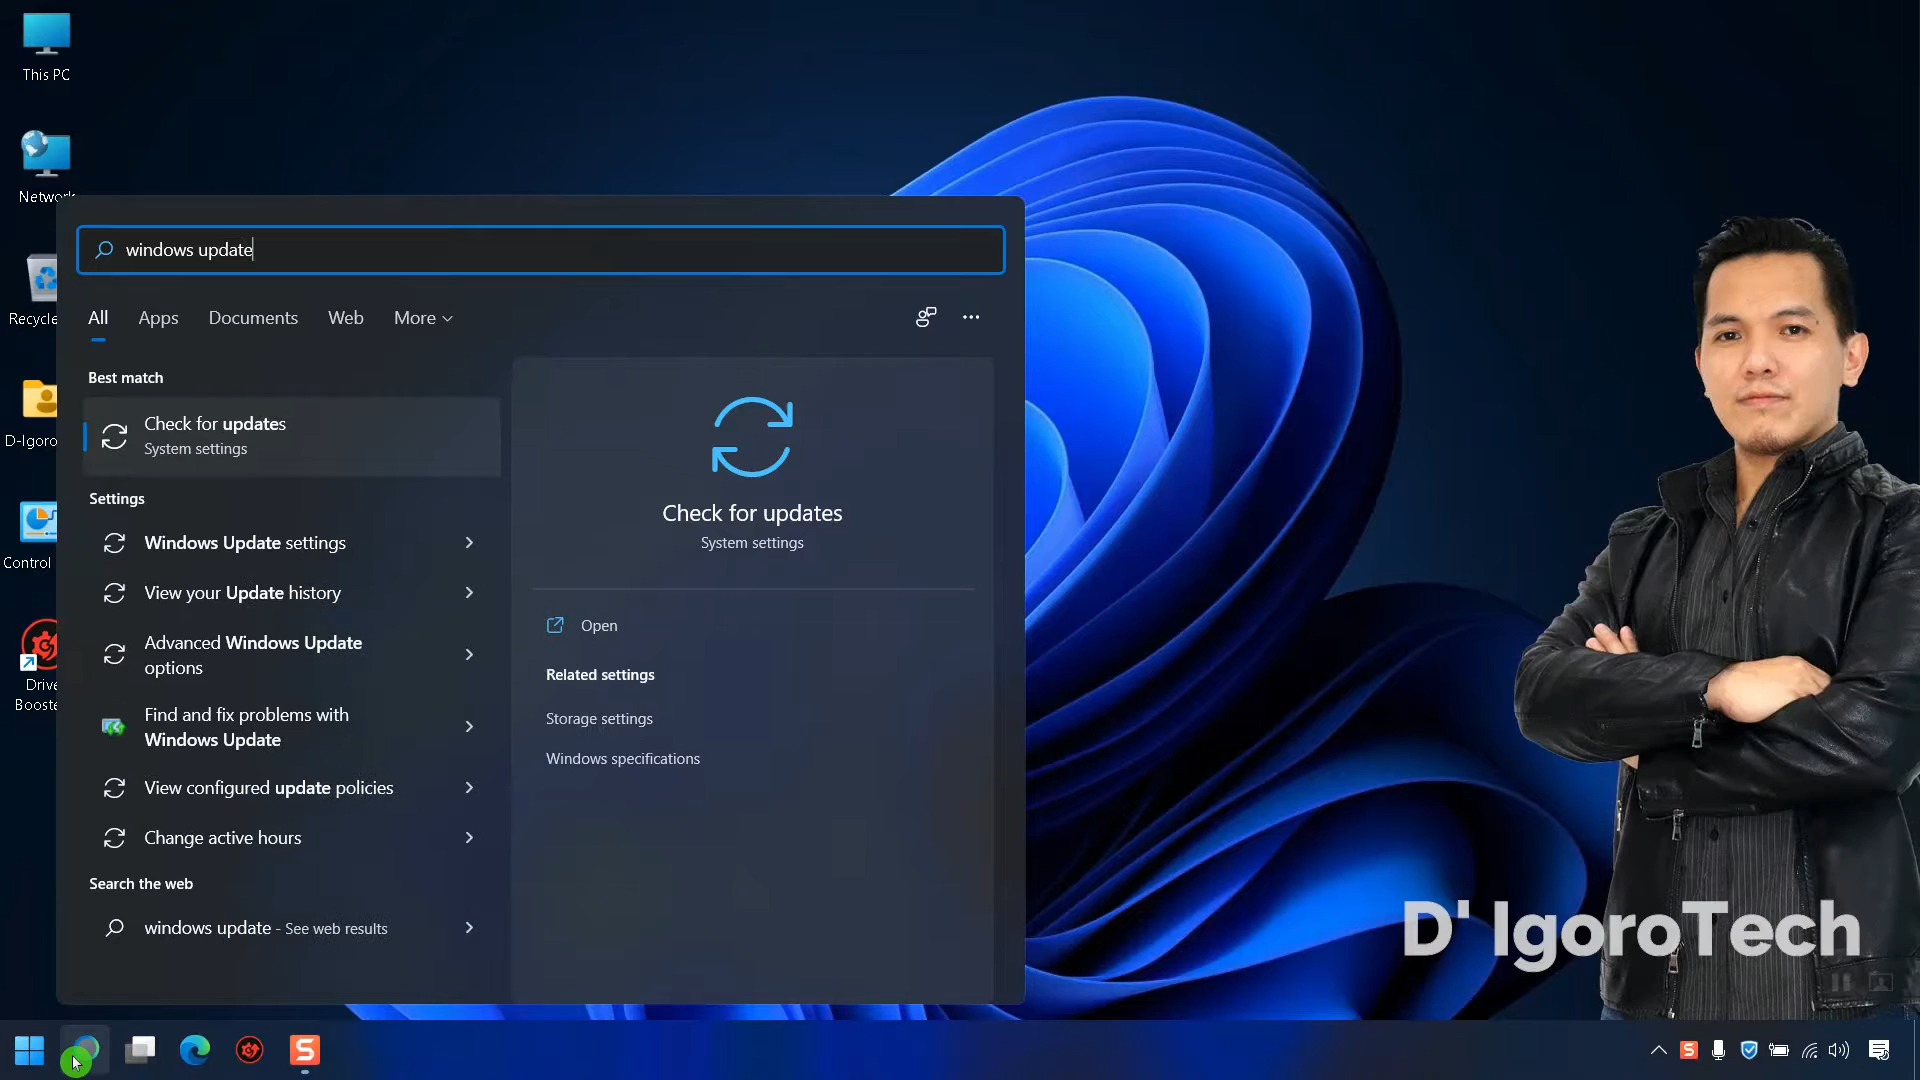 This PC
Network
Recycle
D-Igoro
Control
Drive
Booste
windows update
All Apps Documents Web More
Best match
Check for updates
System settings
Settings
Windows Update settings
View your Update history
Advanced Windows Update
options
Find and fix problems with
Windows Update
View configured update policies
Change active hours
Search the web
windows update - See web results
Check for updates
System settings
Open
Related settings
Storage settings
Windows specifications
D' IgoroTech
S
S